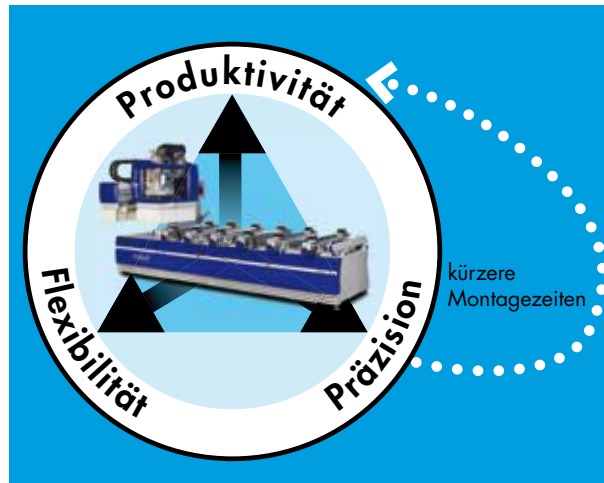 Produktivität
Flexibilität
Präzision
kürzere
Montagezeiten